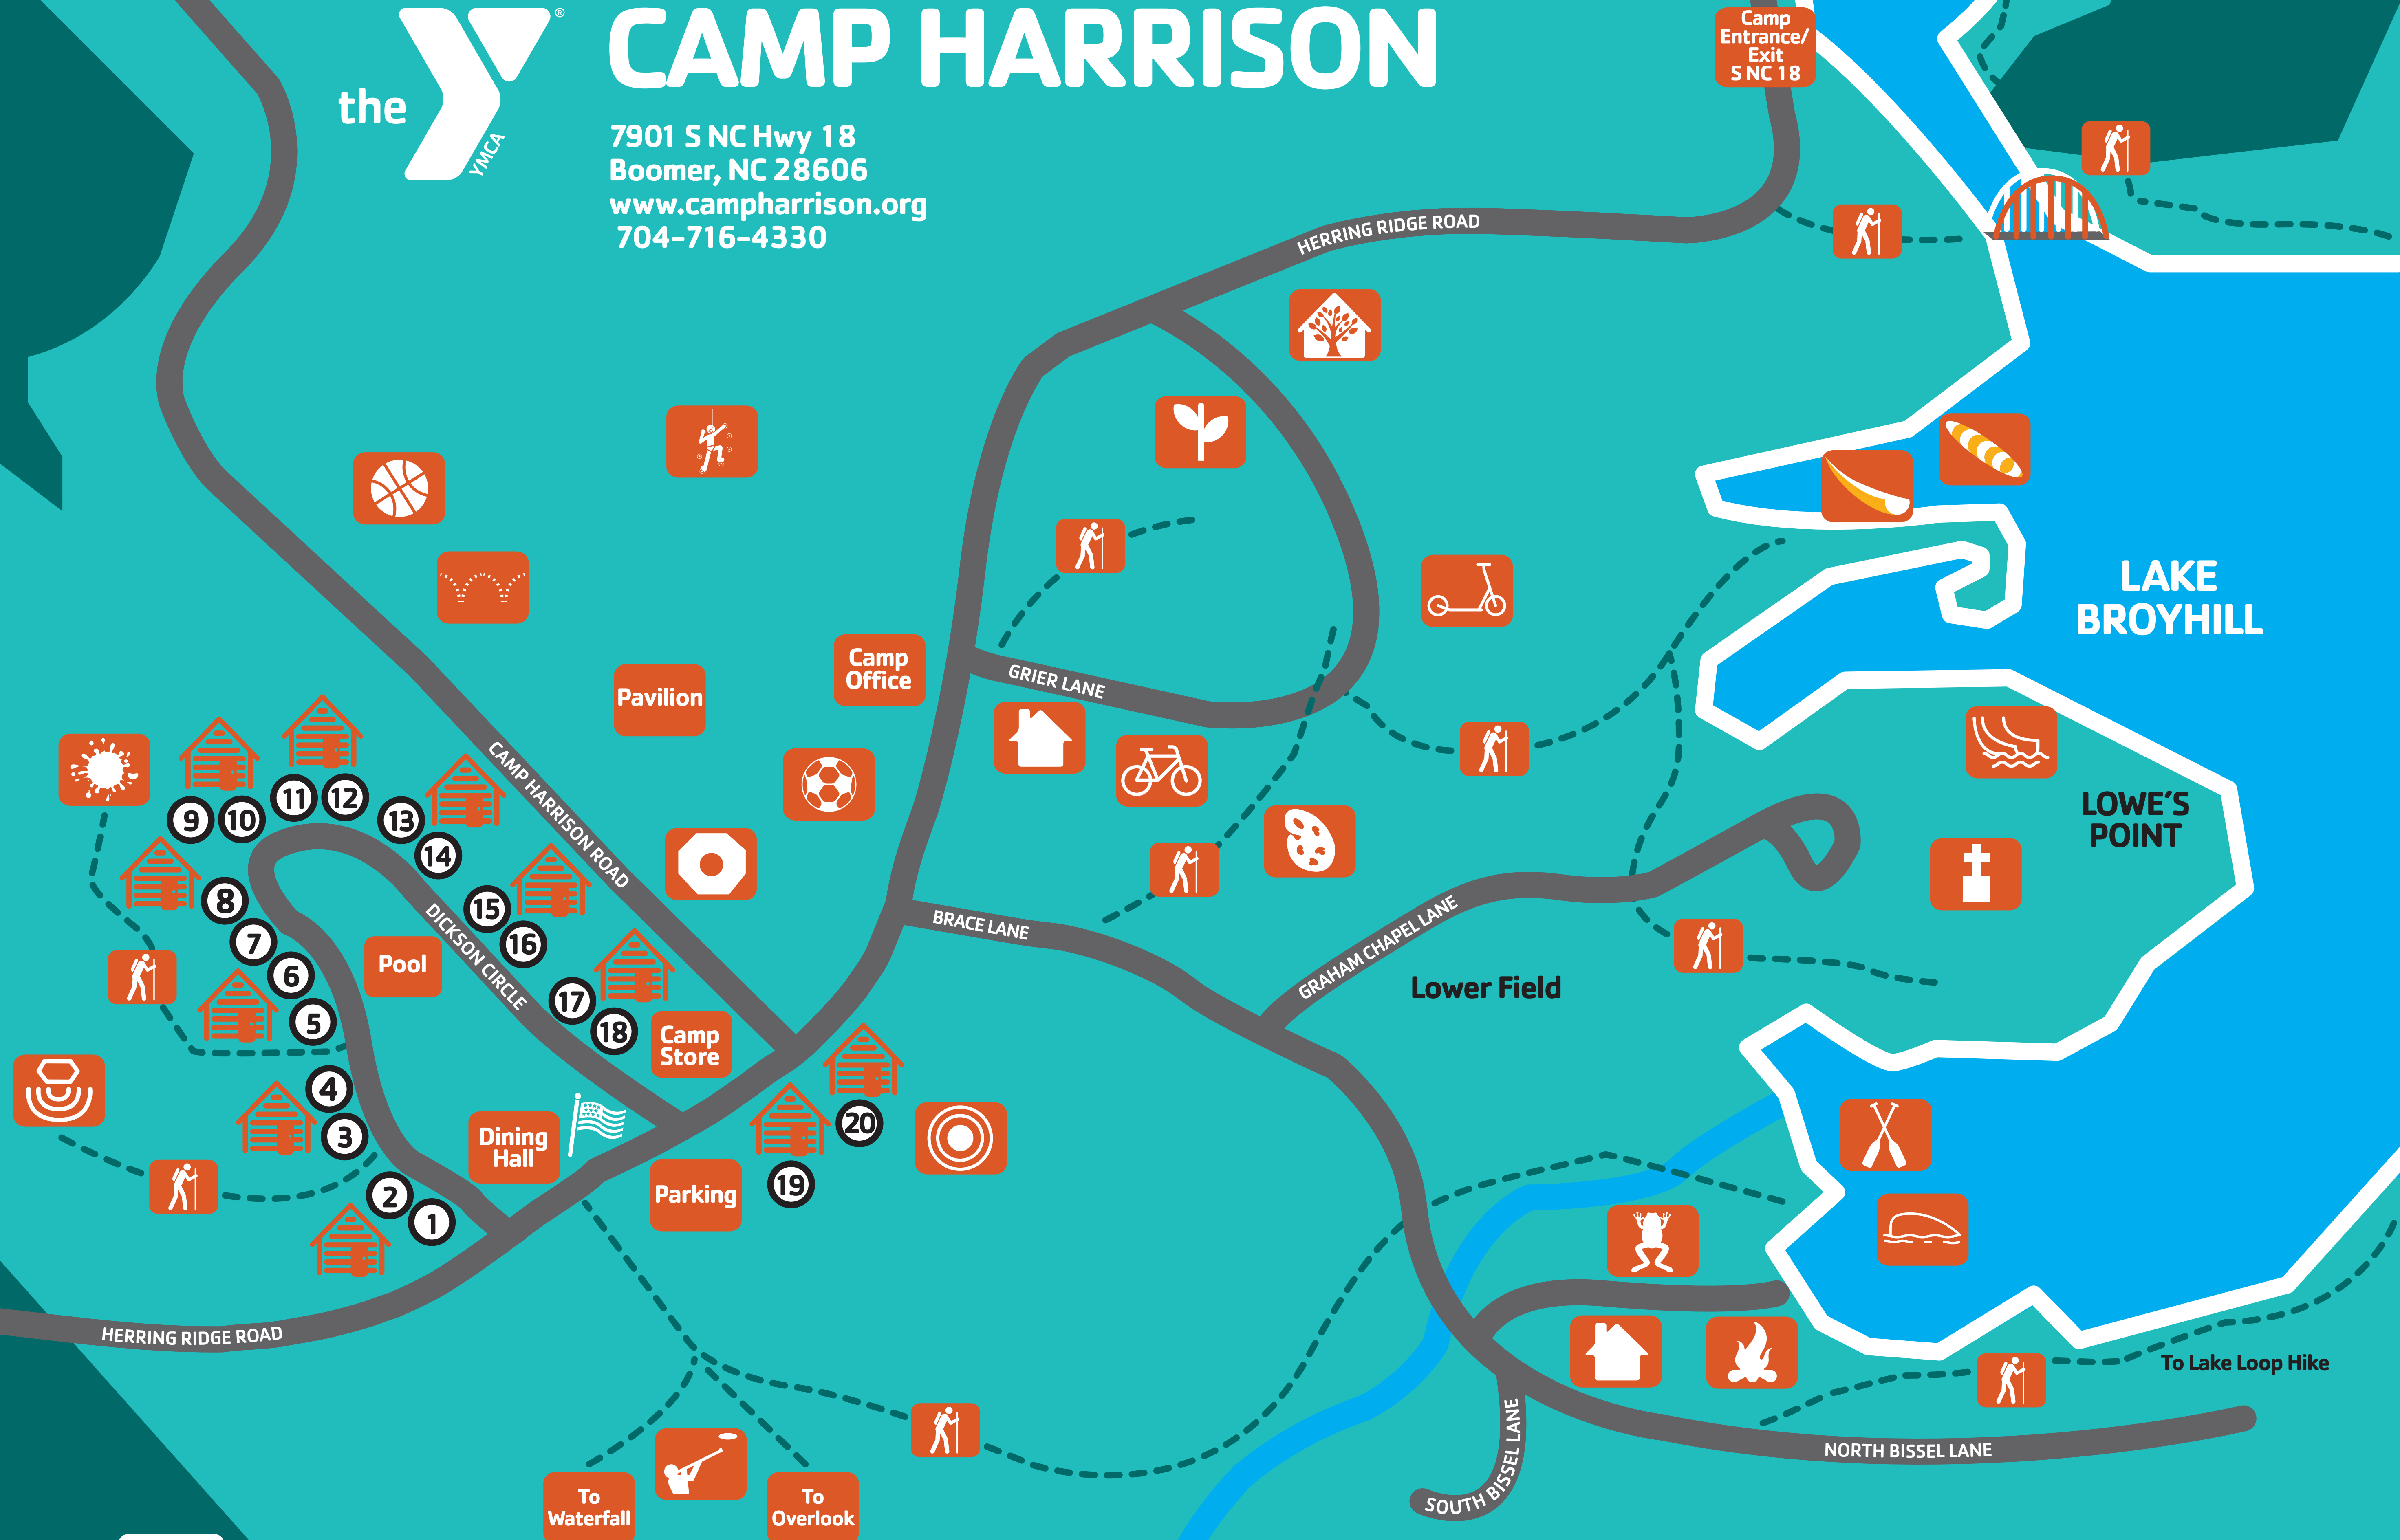 the
YMCA
®
CAMP HARRISON
7901 S NC Hwy 18
Boomer, NC 28606
www.campharrison.org
704-716-4330
Camp
Entrance/
Exit
S NC 18
HERRING RIDGE ROAD
LAKE
BROYHILL
Camp
Office
GRIER LANE
Pavilion
CAMP HARRISON ROAD
LOWE'S
POINT
9
10
11
12
13
14
8
7
6
5
15
16
17
18
Pool
DICKSON CIRCLE
BRACE LANE
GRAHAM CHAPEL LANE
Lower Field
Camp
Store
4
3
2
1
Dining
Hall
20
19
Parking
HERRING RIDGE ROAD
To Lake Loop Hike
NORTH BISSEL LANE
SOUTH BISSEL LANE
To
Waterfall
To
Overlook